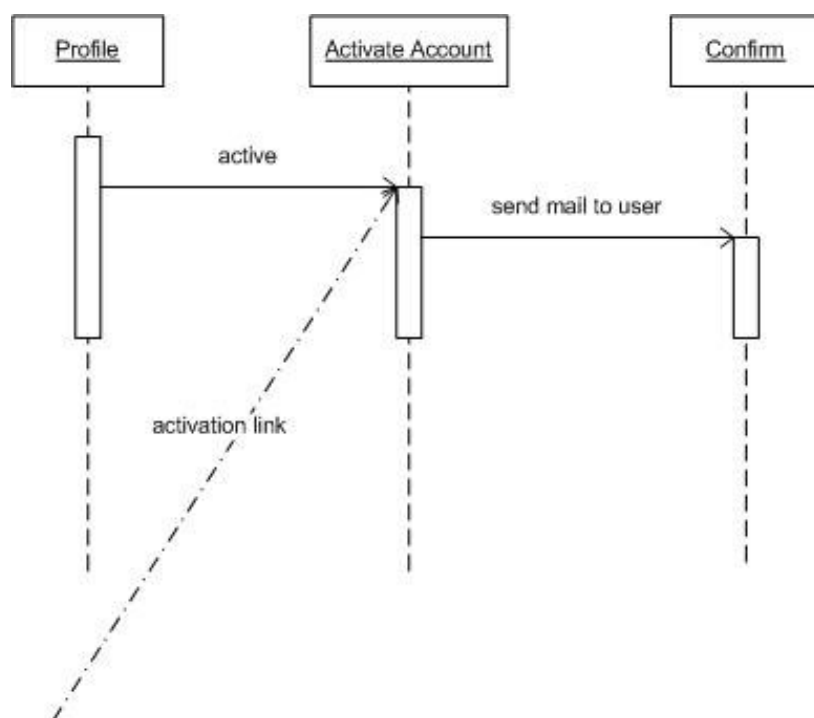 Profile
Activate Account
Confirm
active
send mail to user
activation link